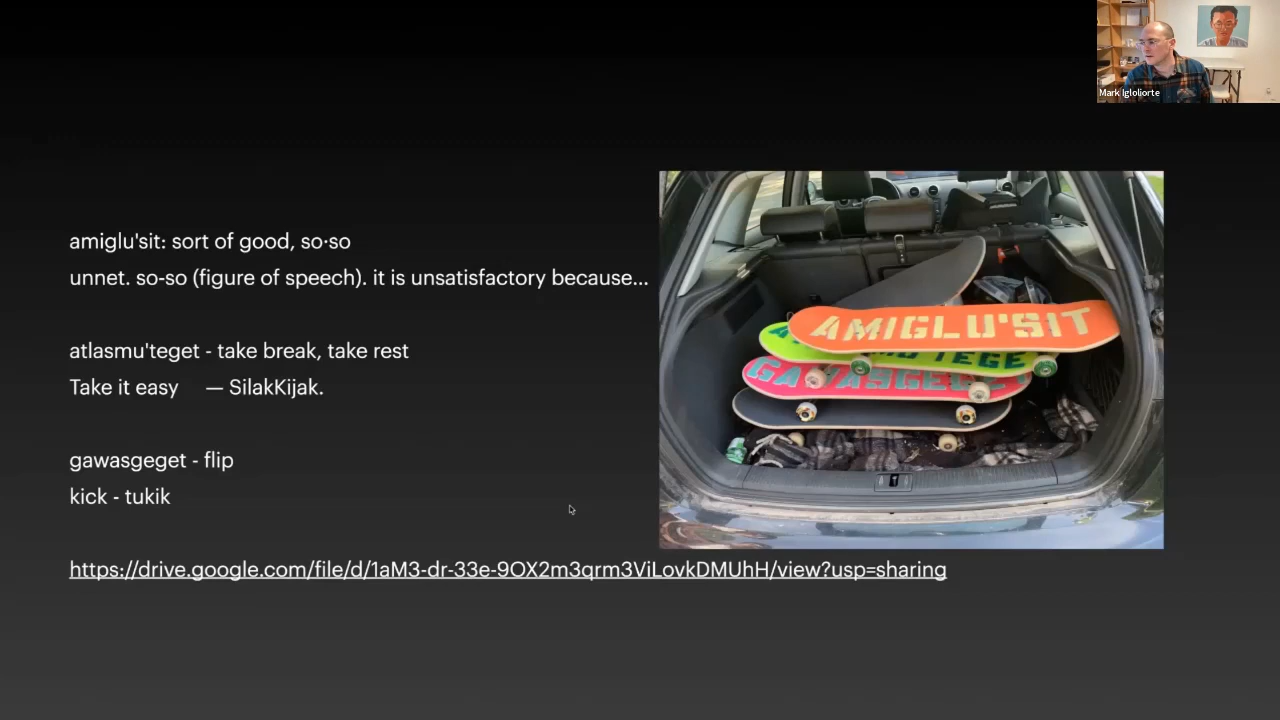 Mark Igloliorte
amiglu'sit: sort of good, so·so
unnet. so-so (figure of speech). it is unsatisfactory because...
atlasmu'teget - take break, take rest
Take it easy — SilakKijak.
gawasgeget - flip
kick - tukik
https://drive.google.com/file/d/1aM3-dr-33e-9OX2m3qrm3ViLovkDMUhH/view?usp=sharing
AMIGLU'SIT